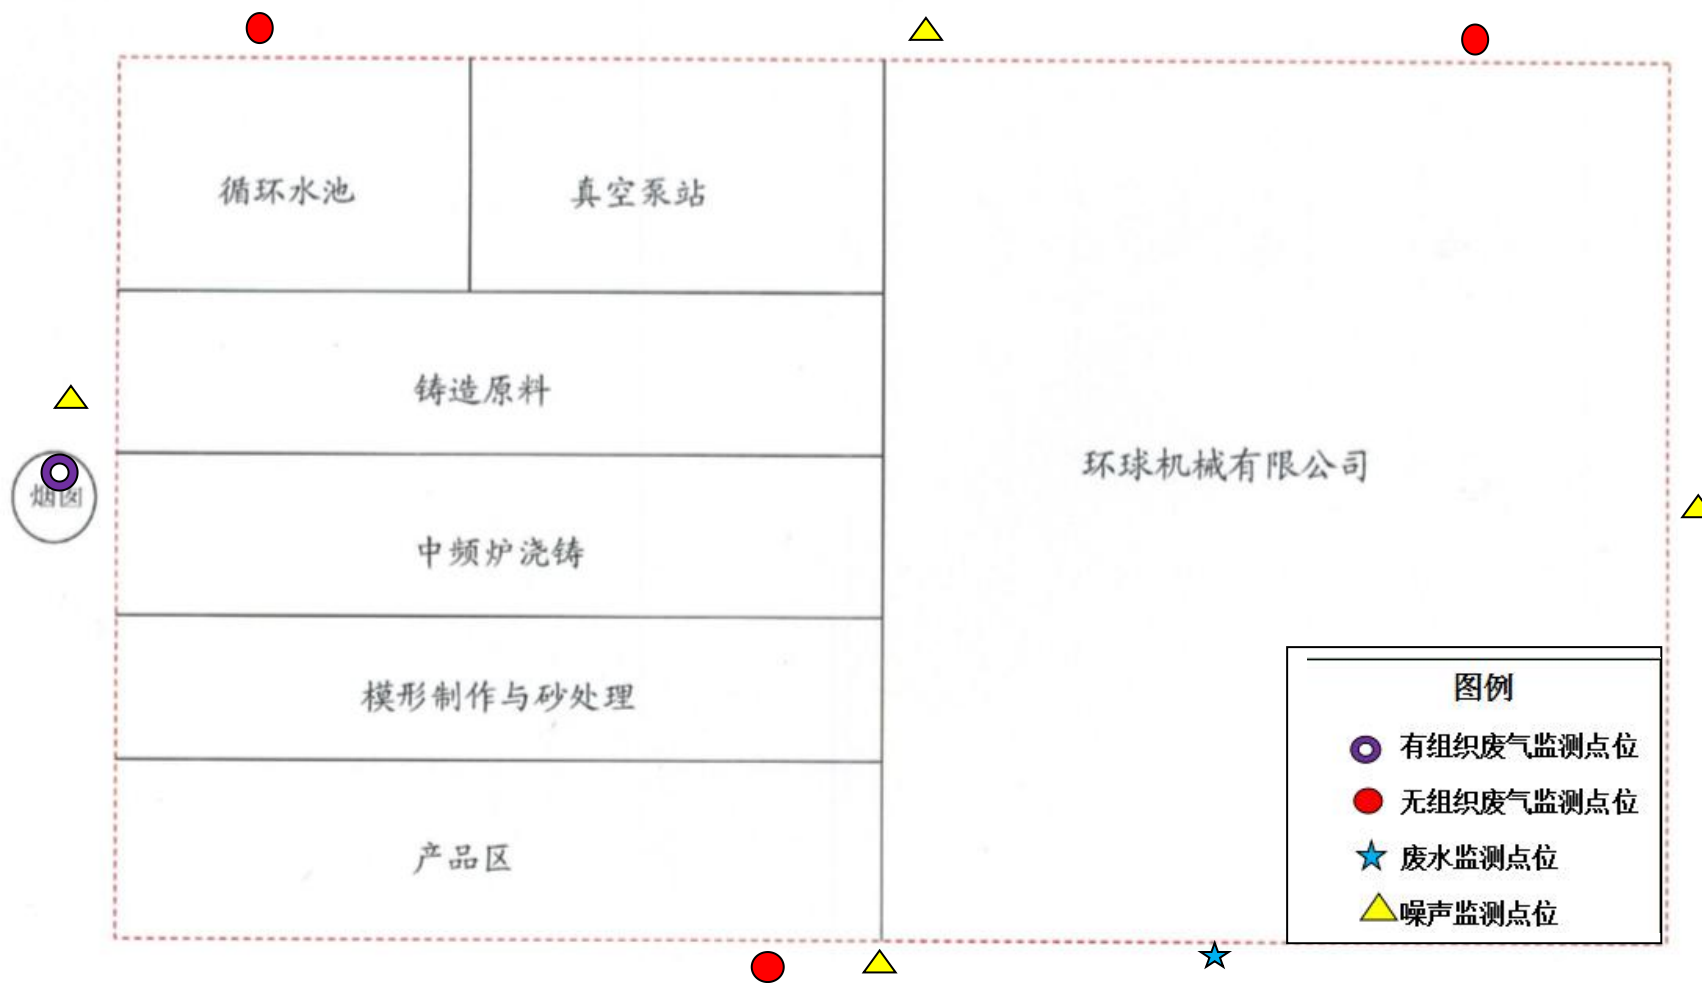 循环水池
真空泵站
铸造原料
环球机械有限公司
烟囱
中频炉浇铸
模形制作与砂处理
产品区
图例
有组织废气监测点位
无组织废气监测点位
废水监测点位
噪声监测点位